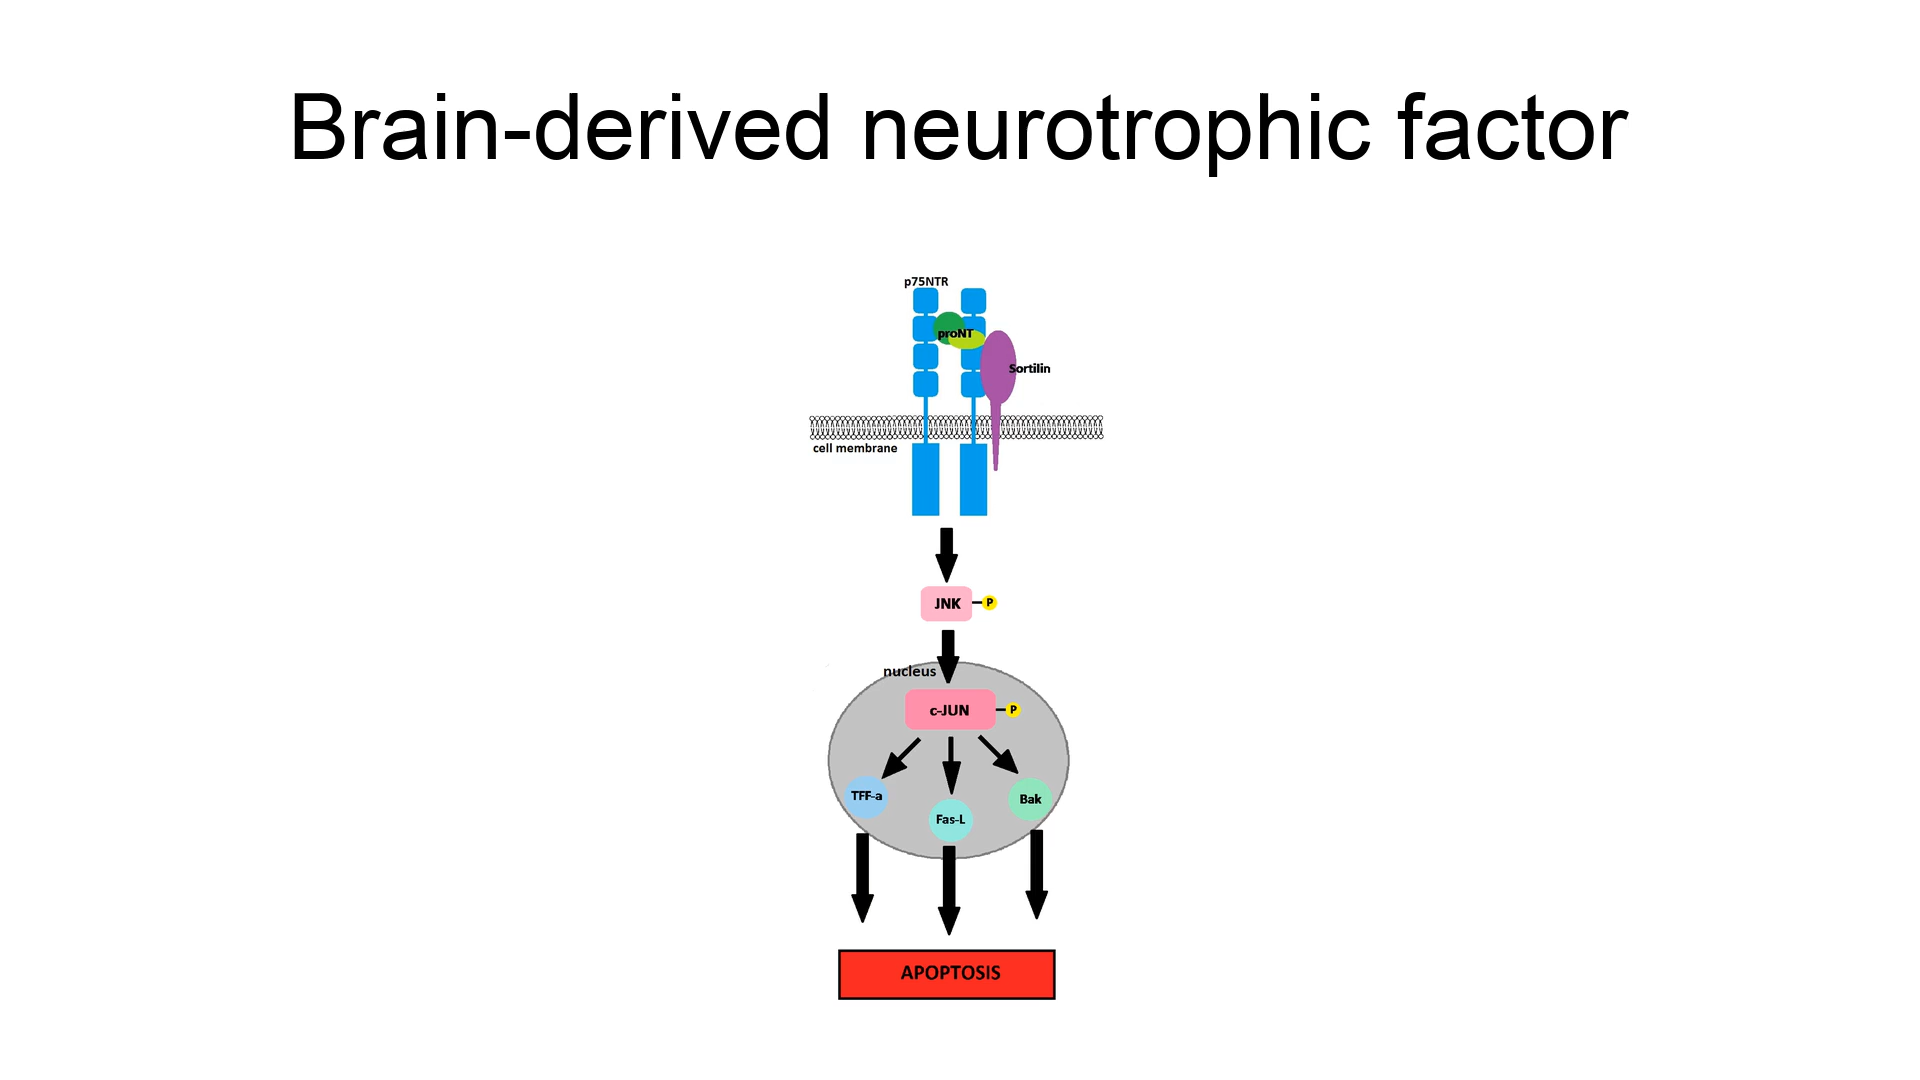 Brain-derived neurotrophic factor
p75NTR
proNT
Sortilin
cell membrane
JNK
P
nucleus
c-JUN
P
TFF-a
Fas-L
Bak
APOPTOSIS